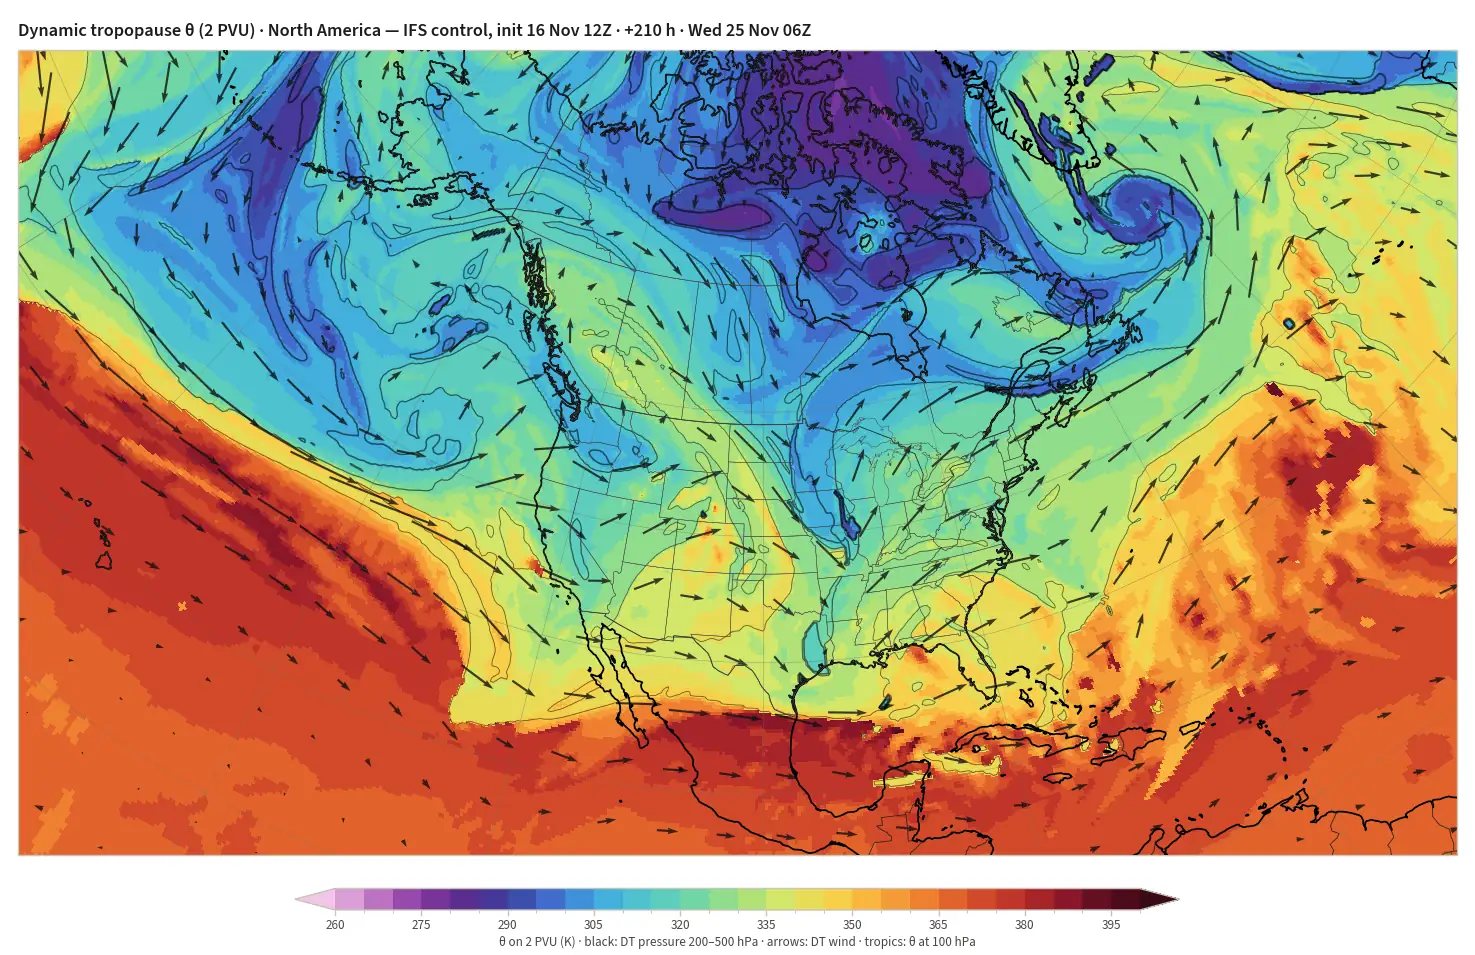 Dynamic tropopause θ (2 PVU) · North America — IFS control, init 16 Nov 12Z · +210 h · Wed 25 Nov 06Z
260 275 290 305 320 335 350 365 380 395
θ on 2 PVU (K) · black: DT pressure 200–500 hPa · arrows: DT wind · tropics: θ at 100 hPa